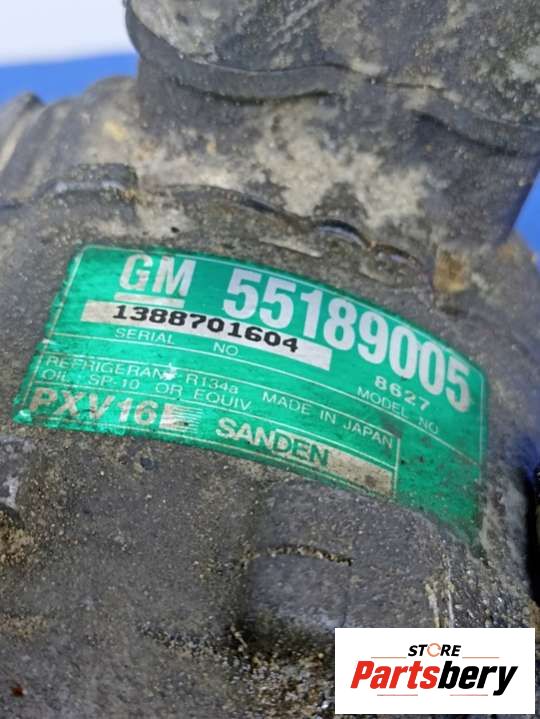 GM 55189005
1388701604
SERIAL NO. 8627
MODEL NO.
REFRIGERANT R134a MADE IN JAPAN
OIL SP-10 OR EQUIV
PXV16 SANDEN
STORE
Partsbery